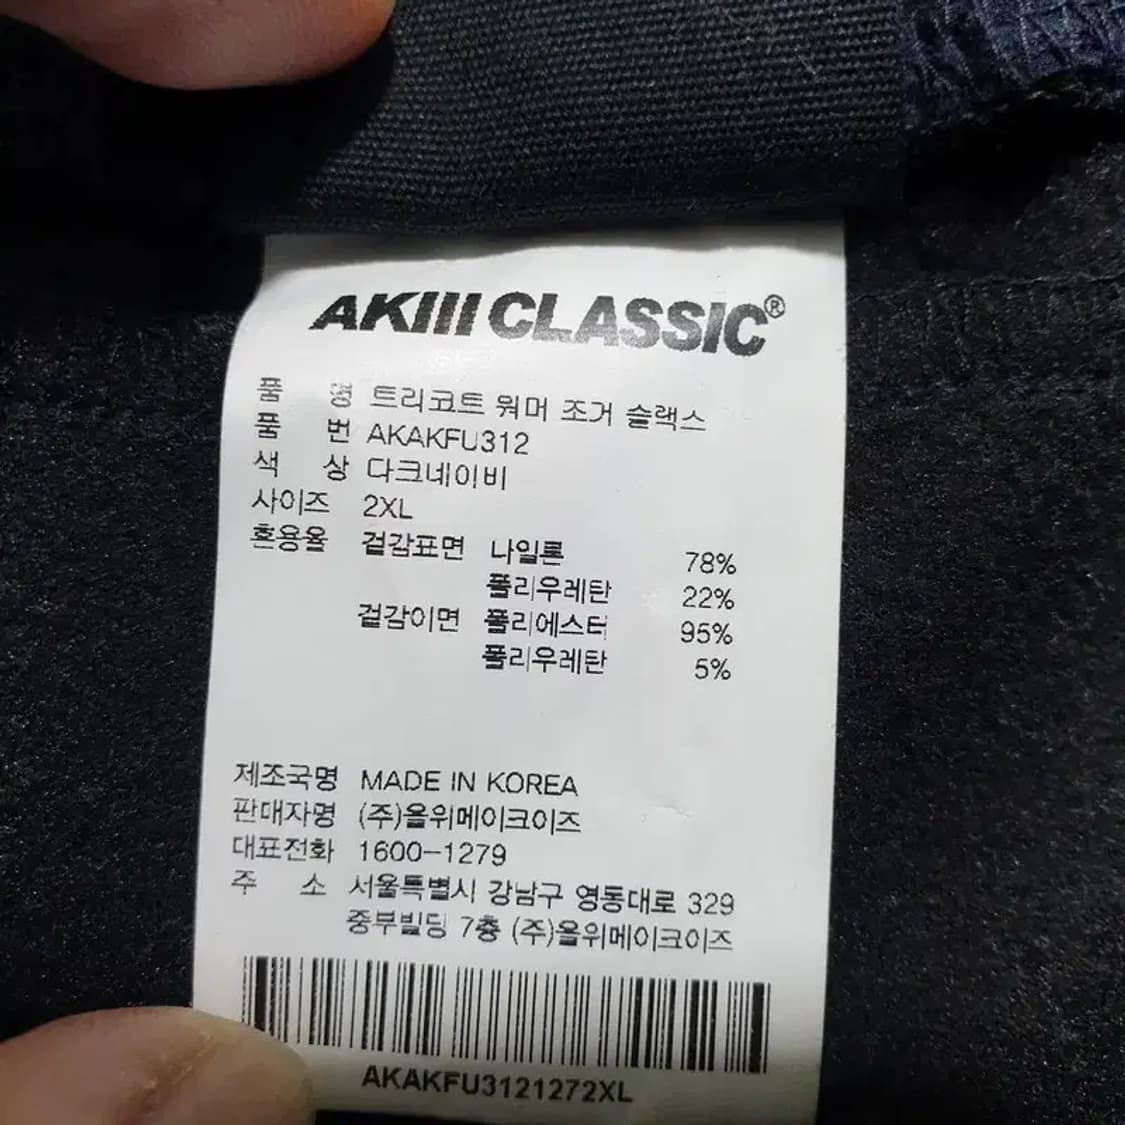 AKIII CLASSIC®
품 명 트리코트 워머 조거 슬랙스
품 번 AKAKFU312
색 상 다크네이비
사이즈 2XL
혼용율 겉감표면 나일론 78%
폴리우레탄 22%
겉감이면 폴리에스터 95%
폴리우레탄 5%
제조국명 MADE IN KOREA
판매자명 (주)올위메이크이즈
대표전화 1600-1279
주 소 서울특별시 강남구 영동대로 329
중부빌딩 7층 (주)올위메이크이즈
AKAKFU3121272XL